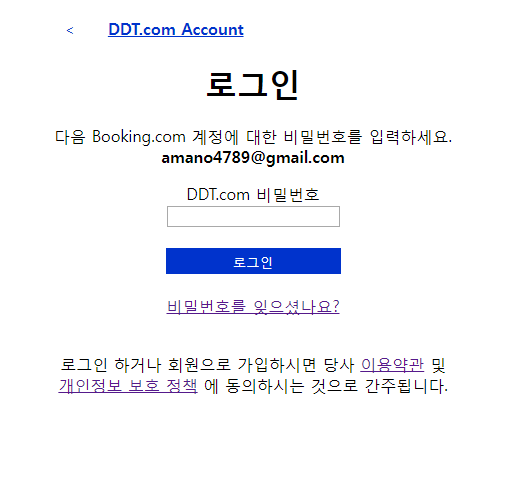 < DDT.com Account
로그인
다음 Booking.com 계정에 대한 비밀번호를 입력하세요.
amano4789@gmail.com
DDT.com 비밀번호
로그인
비밀번호를 잊으셨나요?
로그인 하거나 회원으로 가입하시면 당사 이용약관 및
개인정보 보호 정책 에 동의하시는 것으로 간주됩니다.